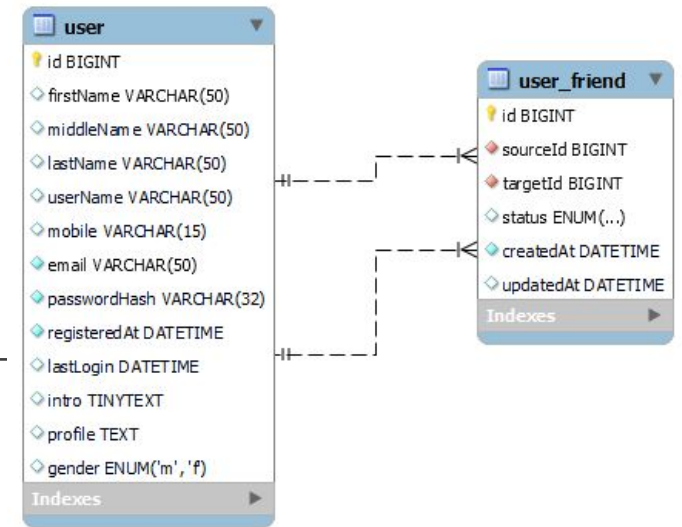 user
id BIGINT
firstName VARCHAR(50)
middleName VARCHAR(50)
lastName VARCHAR(50)
userName VARCHAR(50)
mobile VARCHAR(15)
email VARCHAR(50)
passwordHash VARCHAR(32)
registeredAt DATETIME
lastLogin DATETIME
intro TINYTEXT
profile TEXT
gender ENUM('m','f')
Indexes
user_friend
id BIGINT
sourceId BIGINT
targetId BIGINT
status ENUM(...)
createdAt DATETIME
updatedAt DATETIME
Indexes